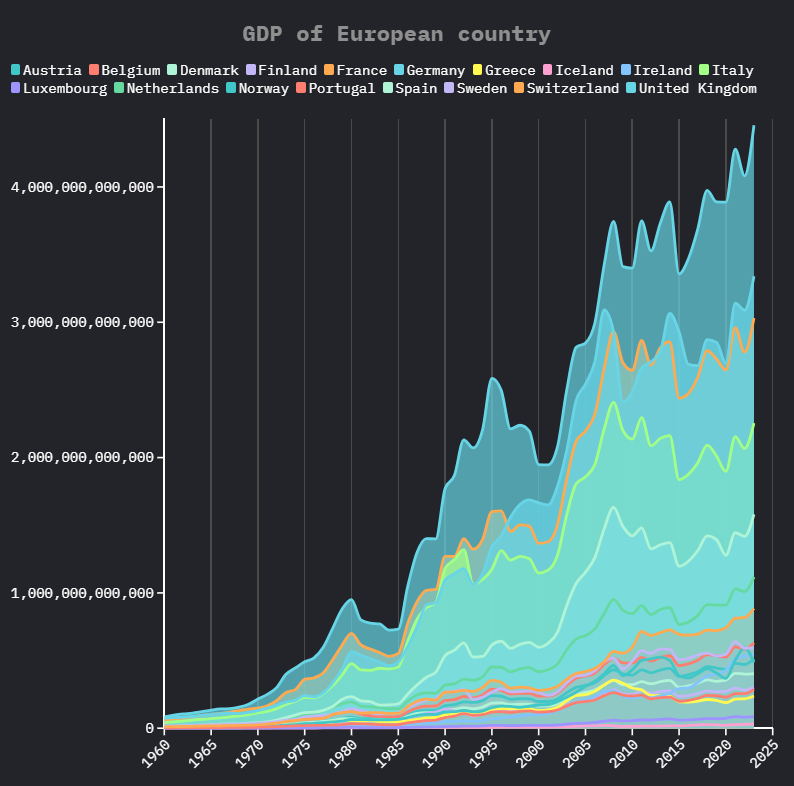 GDP of European country
Austria Belgium Denmark Finland France Germany Greece Iceland Ireland Italy
Luxembourg Netherlands Norway Portugal Spain Sweden Switzerland United Kingdom
4,000,000,000,000
3,000,000,000,000
2,000,000,000,000
1,000,000,000,000
0
1960 1965 1970 1975 1980 1985 1990 1995 2000 2005 2010 2015 2020 2025